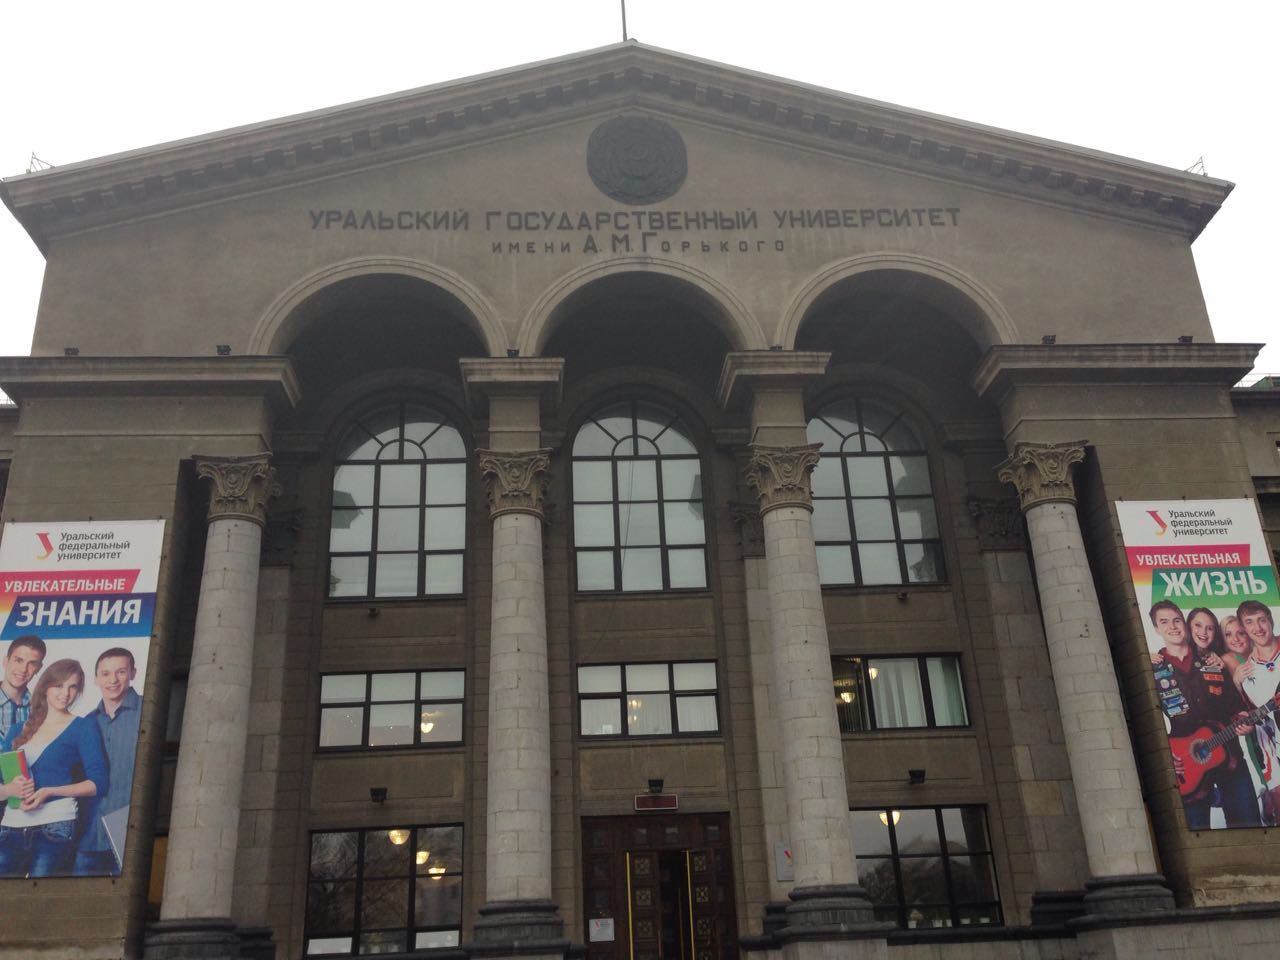 УРАЛЬСКИЙ ГОСУДАРСТВЕННЫЙ УНИВЕРСИТЕТ
ИМЕНИ А. М. ГОРЬКОГО
Уральский
федеральный
университет
УВЛЕКАТЕЛЬНЫЕ
ЗНАНИЯ
Уральский
федеральный
университет
УВЛЕКАТЕЛЬНАЯ
ЖИЗНЬ